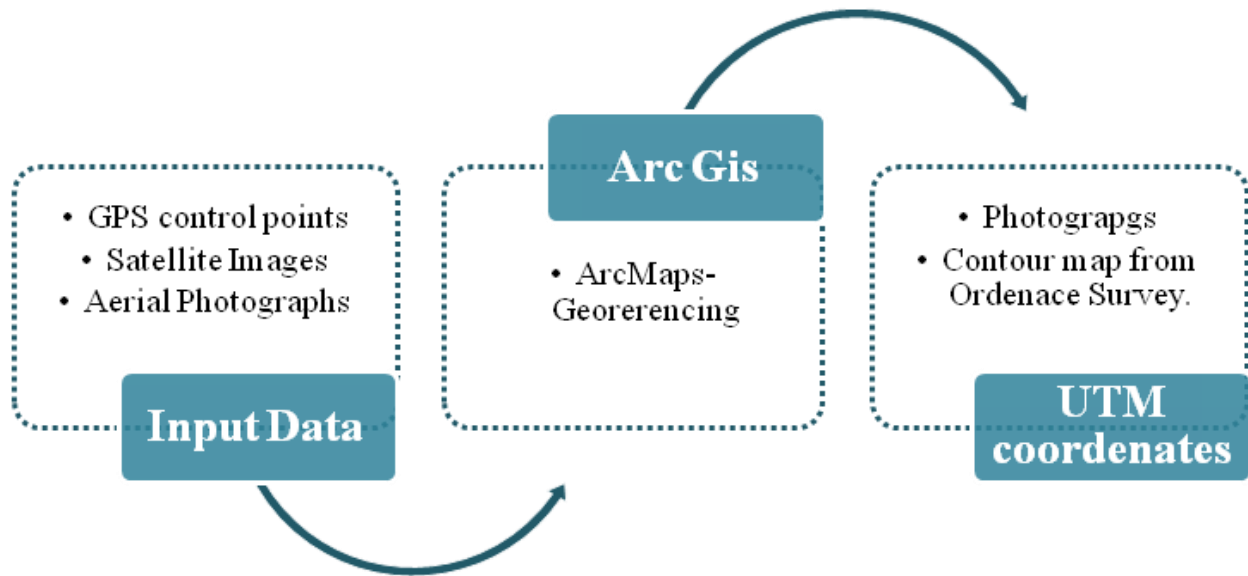 • GPS control points
• Satellite Images
• Aerial Photographs
Input Data
Arc Gis
• ArcMaps-
Georerencing
• Photograpgs
• Contour map from
Ordenace Survey.
UTM
coordenates